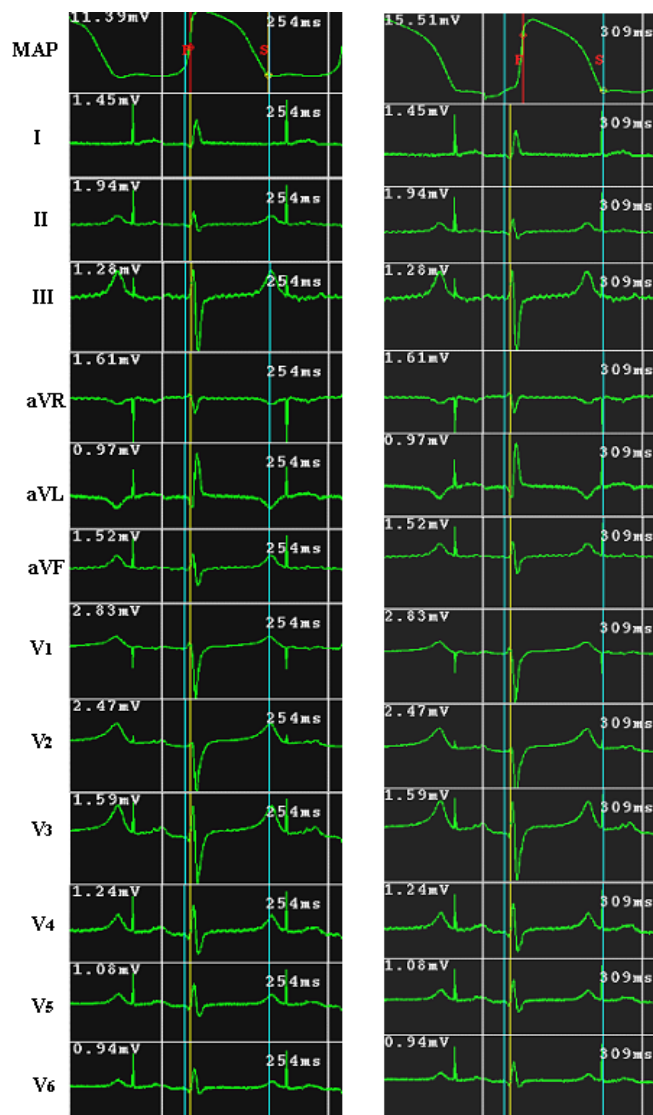 MAP 11.39mV 254ms 15.51mV 309ms
R S R S
I 1.45mV 254ms 1.45mV 309ms
II 1.94mV 254ms 1.94mV 309ms
III 1.28mV 254ms 1.28mV 309ms
aVR 1.61mV 254ms 1.61mV 309ms
aVL 0.97mV 254ms 0.97mV 309ms
aVF 1.52mV 254ms 1.52mV 309ms
V1 2.83mV 254ms 2.83mV 309ms
V2 2.47mV 254ms 2.47mV 309ms
V3 1.59mV 254ms 1.59mV 309ms
V4 1.24mV 254ms 1.24mV 309ms
V5 1.08mV 254ms 1.08mV 309ms
V6 0.94mV 254ms 0.94mV 309ms